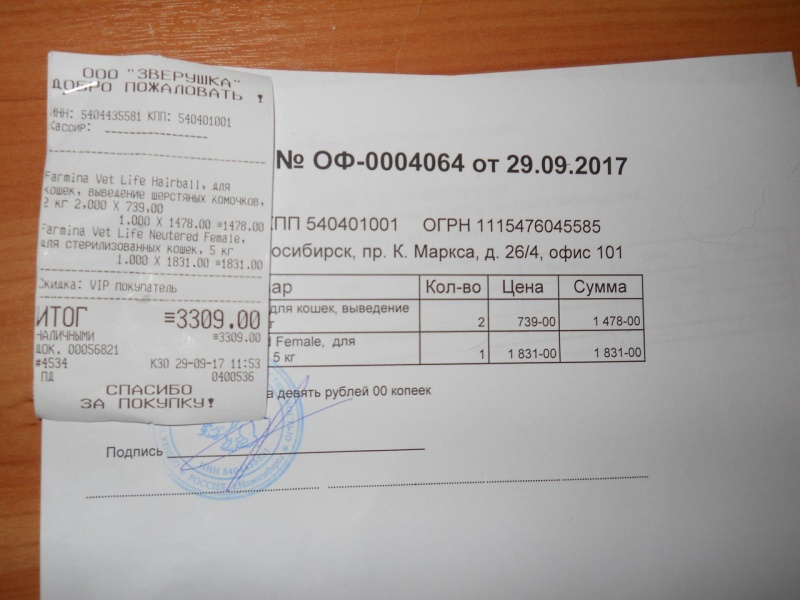 ООО "ЗВЕРУШКА"
ДОБРО ПОЖАЛОВАТЬ !
ИНН: 5404435581 КПП: 540401001
Кассир:
Farmina Vet Life Hairball, для
кошек, выведение шерстяных комочков,
2 кг 2,000 X 739,00
1.000 X 1478.00 =1478.00
Farmina Vet Life Neutered Female,
для стерилизованных кошек, 5 кг
1.000 X 1831.00 =1831.00
Скидка: VIP покупатель
ИТОГ ≡3309.00
НАЛИЧНЫМИ ≡3309.00
ДОК. 00056821
#4534 К30 29-09-17 11:53
ПД 0400536
СПАСИБО
ЗА ПОКУПКУ!
№ ОФ-0004064 от 29.09.2017
КПП 540401001 ОГРН 1115476045585
осибирск, пр. К. Маркса, д. 26/4, офис 101
вар Кол-во Цена Сумма
для кошек, выведение
г 2 739-00 1 478-00
d Female, для
5 кг 1 1 831-00 1 831-00
а девять рублей 00 копеек
Подпись